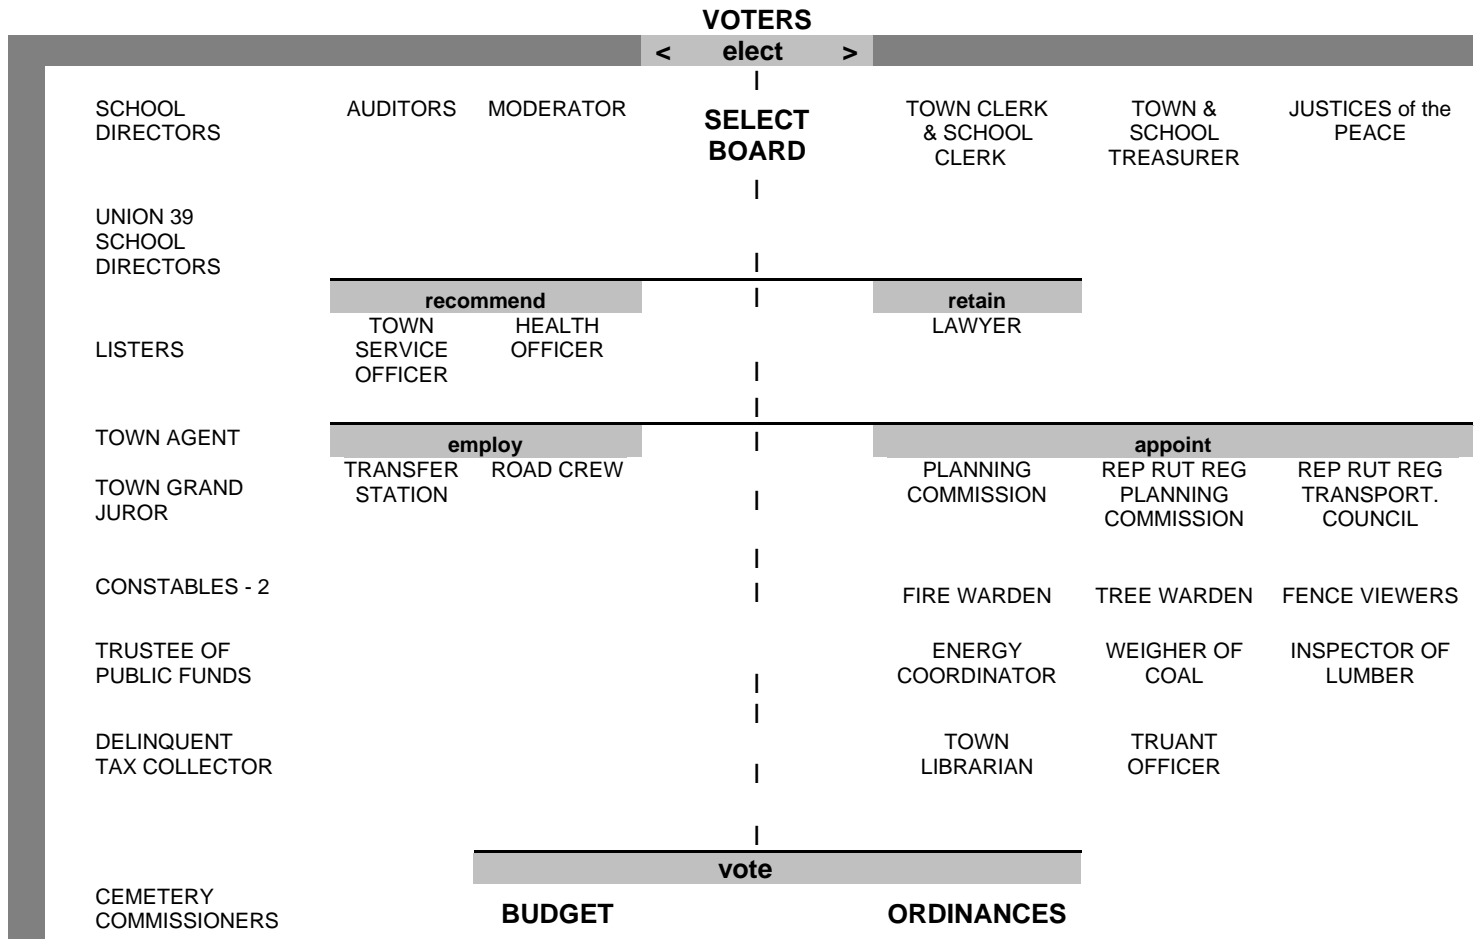 VOTERS
< elect >
SCHOOL
DIRECTORS
AUDITORS
MODERATOR
SELECT
BOARD
TOWN CLERK
& SCHOOL
CLERK
TOWN &
SCHOOL
TREASURER
JUSTICES of the
PEACE
UNION 39
SCHOOL
DIRECTORS
recommend
retain
LISTERS
TOWN
SERVICE
OFFICER
HEALTH
OFFICER
LAWYER
TOWN AGENT
employ
appoint
TOWN GRAND
JUROR
TRANSFER
STATION
ROAD CREW
PLANNING
COMMISSION
REP RUT REG
PLANNING
COMMISSION
REP RUT REG
TRANSPORT.
COUNCIL
CONSTABLES - 2
FIRE WARDEN
TREE WARDEN
FENCE VIEWERS
TRUSTEE OF
PUBLIC FUNDS
ENERGY
COORDINATOR
WEIGHER OF
COAL
INSPECTOR OF
LUMBER
DELINQUENT
TAX COLLECTOR
TOWN
LIBRARIAN
TRUANT
OFFICER
vote
CEMETERY
COMMISSIONERS
BUDGET
ORDINANCES